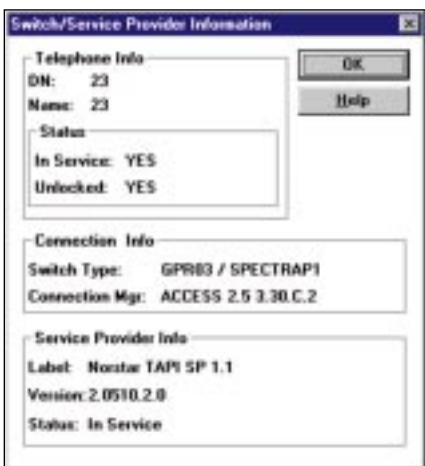 Switch/Service Provider Information
Telephone Info
OK
DN: 23
Help
Name: 23
Status
In Service: YES
Unlocked: YES
Connection Info
Switch Type: GPR03 / SPECTRAP1
Connection Mgr: ACCESS 2.5 3.30.C.2
Service Provider Info
Label: Norstar TAPI SP 1.1
Version: 2.0510.2.0
Status: In Service